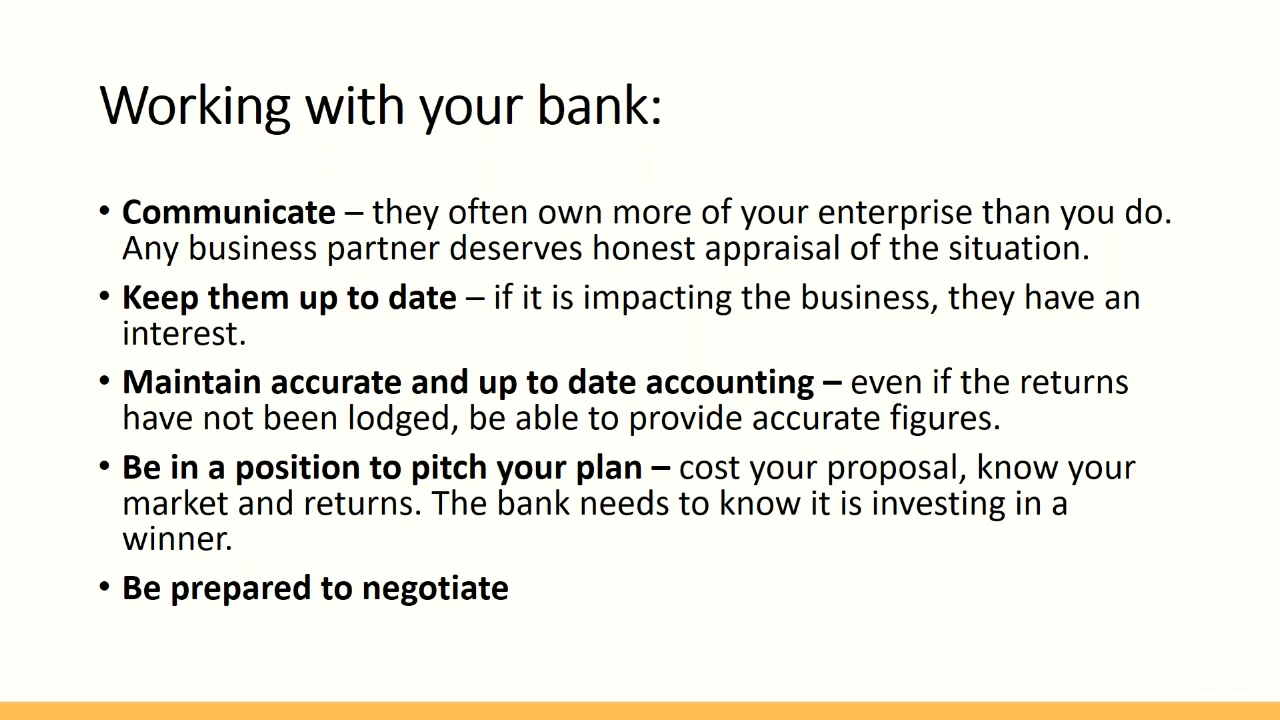 Working with your bank:
• Communicate – they often own more of your enterprise than you do.
Any business partner deserves honest appraisal of the situation.
• Keep them up to date – if it is impacting the business, they have an
interest.
• Maintain accurate and up to date accounting – even if the returns
have not been lodged, be able to provide accurate figures.
• Be in a position to pitch your plan – cost your proposal, know your
market and returns. The bank needs to know it is investing in a
winner.
• Be prepared to negotiate